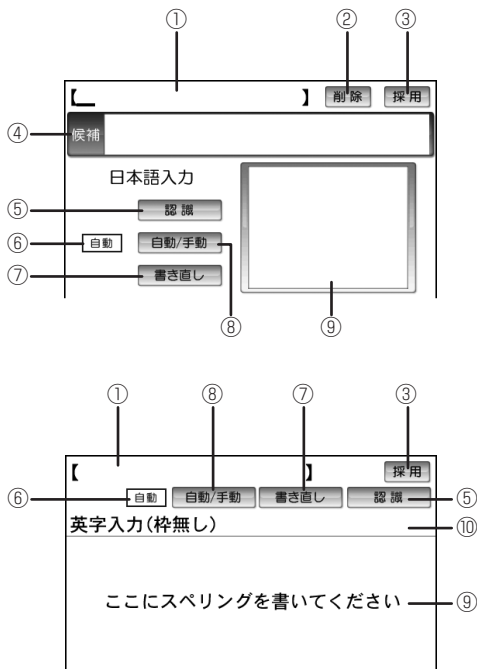 ① ② ③
【 】 削除 採用
④ 候補
日本語入力
⑤ 認識
⑥ 自動 自動/手動
⑦ 書き直し
⑧ ⑨
① ⑧ ⑦ ③
【 】 採用
⑥ 自動 自動/手動 書き直し 認識 ⑤
英字入力(枠無し) ⑩
ここにスペリングを書いてください ⑨